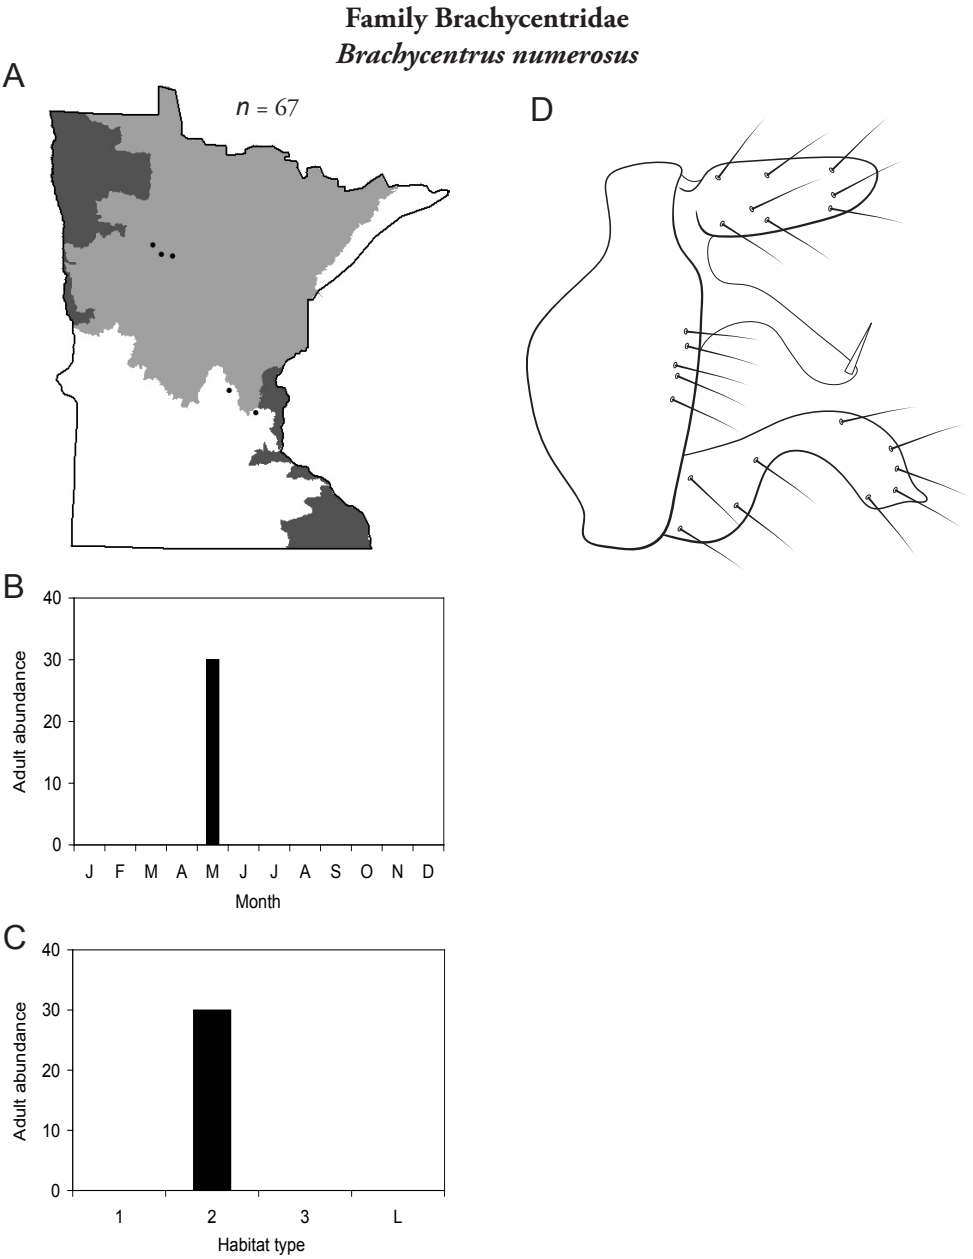 Family Brachycentridae
Brachycentrus numerosus
A
n = 67
D
B
40
30
20
10
0
Adult abundance
J F M A M J J A S O N D
Month
C
40
30
20
10
0
Adult abundance
1 2 3 L
Habitat type